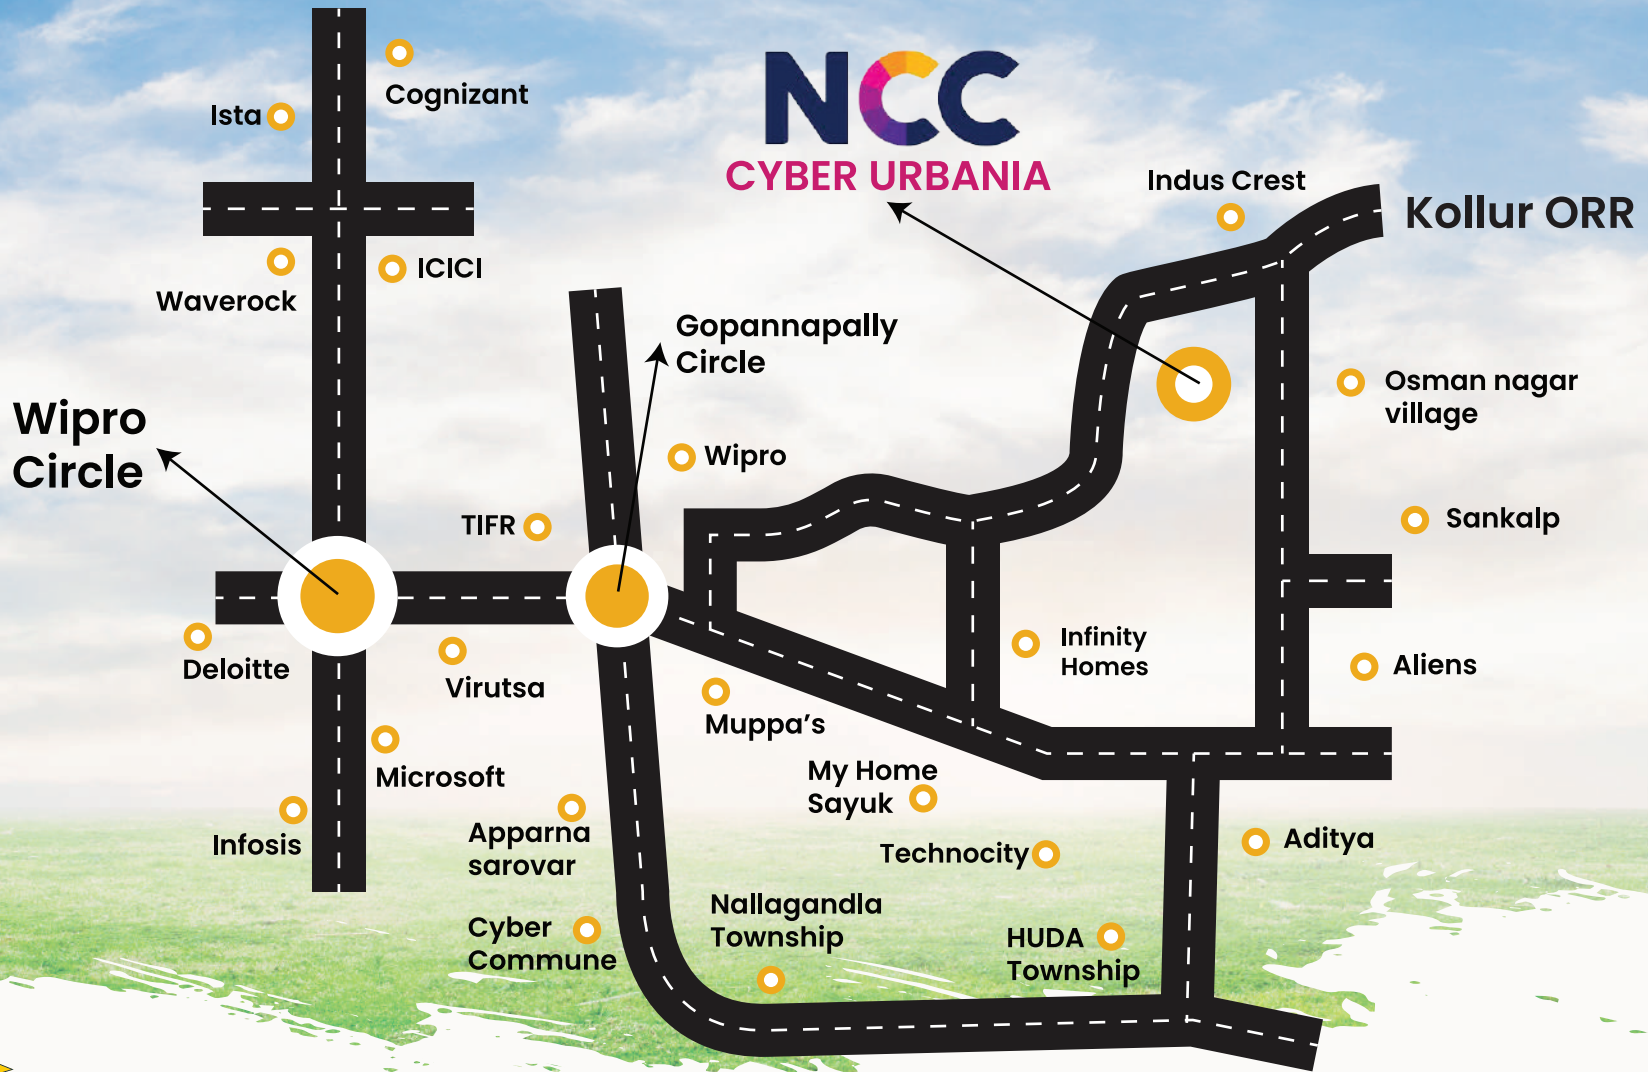 Cognizant
Ista
NCC
CYBER URBANIA
Indus Crest
Kollur ORR
ICICI
Waverock
Gopannapally
Circle
Osman nagar
village
Wipro
Circle
Wipro
TIFR
Sankalp
Infinity
Homes
Aliens
Deloitte
Virutsa
Muppa's
Microsoft
My Home
Sayuk
Infosis
Apparna
sarovar
Technocity
Aditya
Nallagandla
Township
Cyber
Commune
HUDA
Township